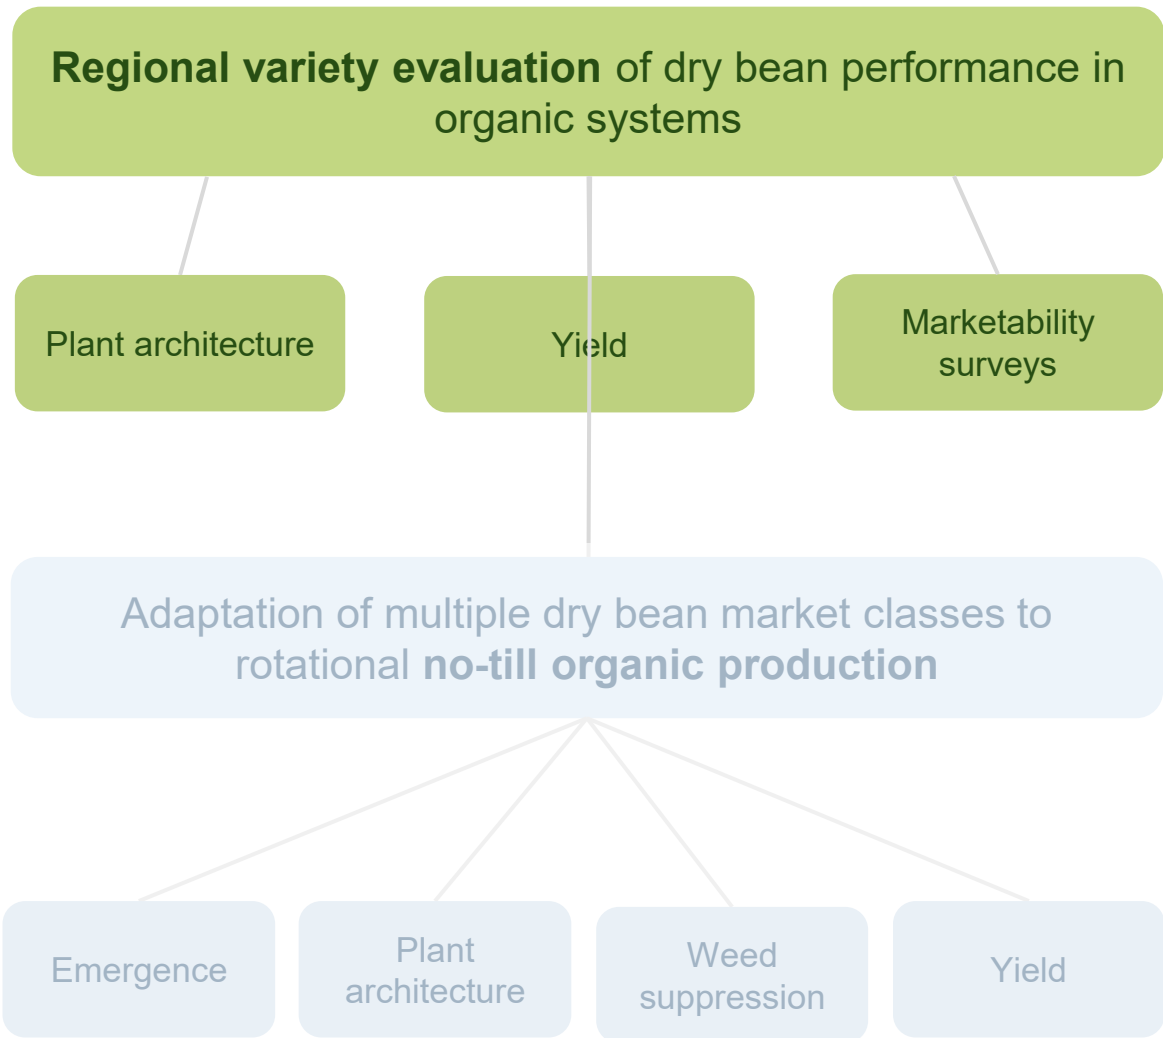 Regional variety evaluation of dry bean performance in
organic systems
Plant architecture
Yield
Marketability
surveys
Adaptation of multiple dry bean market classes to
rotational no-till organic production
Emergence
Plant
architecture
Weed
suppression
Yield